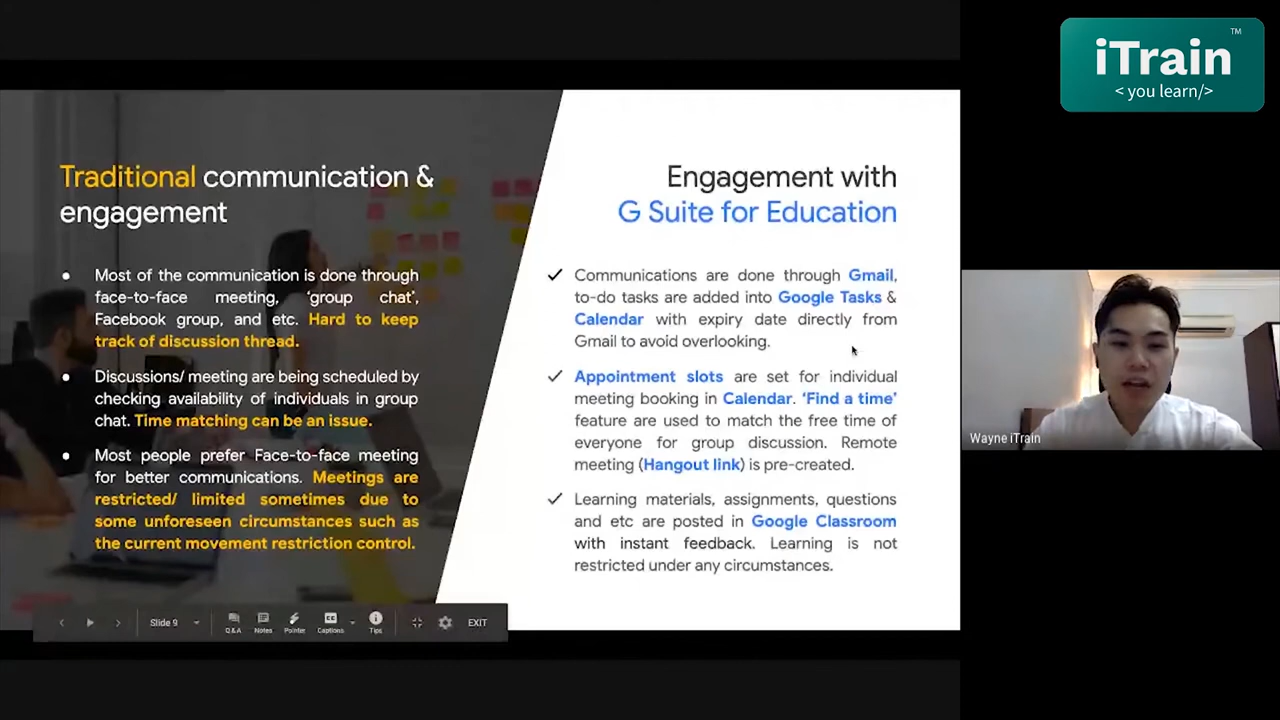 iTrain
TM
< you learn/>
Traditional communication &
engagement
● Most of the communication is done through
face-to-face meeting, ‘group chat’,
Facebook group, and etc. Hard to keep
track of discussion thread.
● Discussions/ meeting are being scheduled by
checking availability of individuals in group
chat. Time matching can be an issue.
● Most people prefer Face-to-face meeting
for better communications. Meetings are
restricted/ limited sometimes due to
some unforeseen circumstances such as
the current movement restriction control.
Engagement with
G Suite for Education
✓ Communications are done through Gmail,
to-do tasks are added into Google Tasks &
Calendar with expiry date directly from
Gmail to avoid overlooking.
✓ Appointment slots are set for individual
meeting booking in Calendar. ‘Find a time’
feature are used to match the free time of
everyone for group discussion. Remote
meeting (Hangout link) is pre-created.
✓ Learning materials, assignments, questions
and etc are posted in Google Classroom
with instant feedback. Learning is not
restricted under any circumstances.
Wayne iTrain
Slide 9
Q&A
Notes
Pointer
CC
Captions
Tips
EXIT